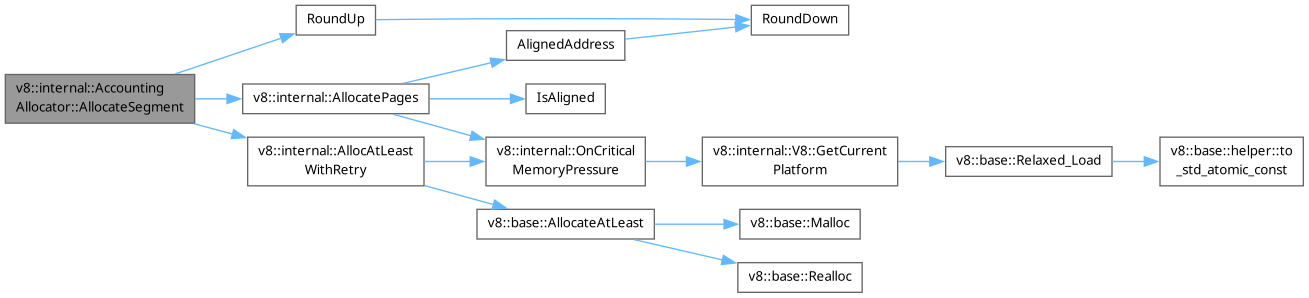 v8::internal::Accounting
Allocator::AllocateSegment
RoundUp
v8::internal::AllocatePages
v8::internal::AllocAtLeast
WithRetry
AlignedAddress
IsAligned
v8::internal::OnCritical
MemoryPressure
v8::base::AllocateAtLeast
RoundDown
v8::internal::V8::GetCurrent
Platform
v8::base::Malloc
v8::base::Realloc
v8::base::Relaxed_Load
v8::base::helper::to
_std_atomic_const